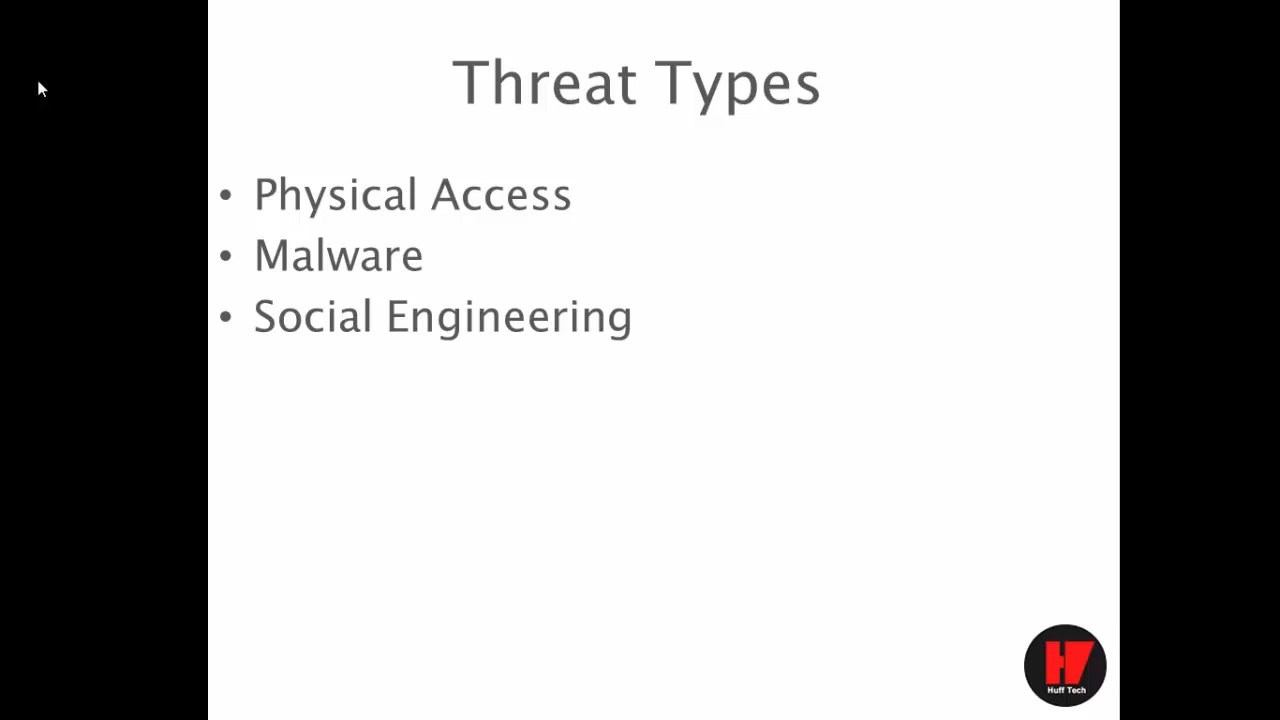 Threat Types
• Physical Access
• Malware
• Social Engineering
Huff Tech